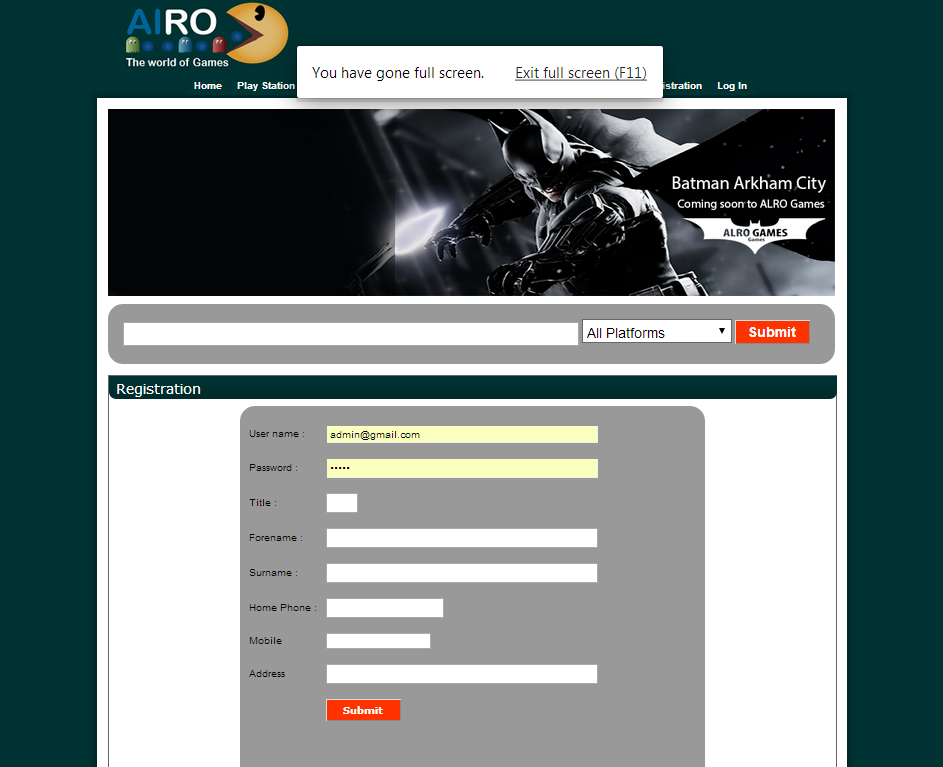 AIRO
The world of Games
You have gone full screen. Exit full screen (F11)
Home Play Station istration Log In
Batman Arkham City
Coming soon to ALRO Games
ALRO GAMES
Games
All Platforms Submit
Registration
User name : admin@gmail.com
Password : •••••
Title :
Forename :
Surname :
Home Phone :
Mobile
Address
Submit